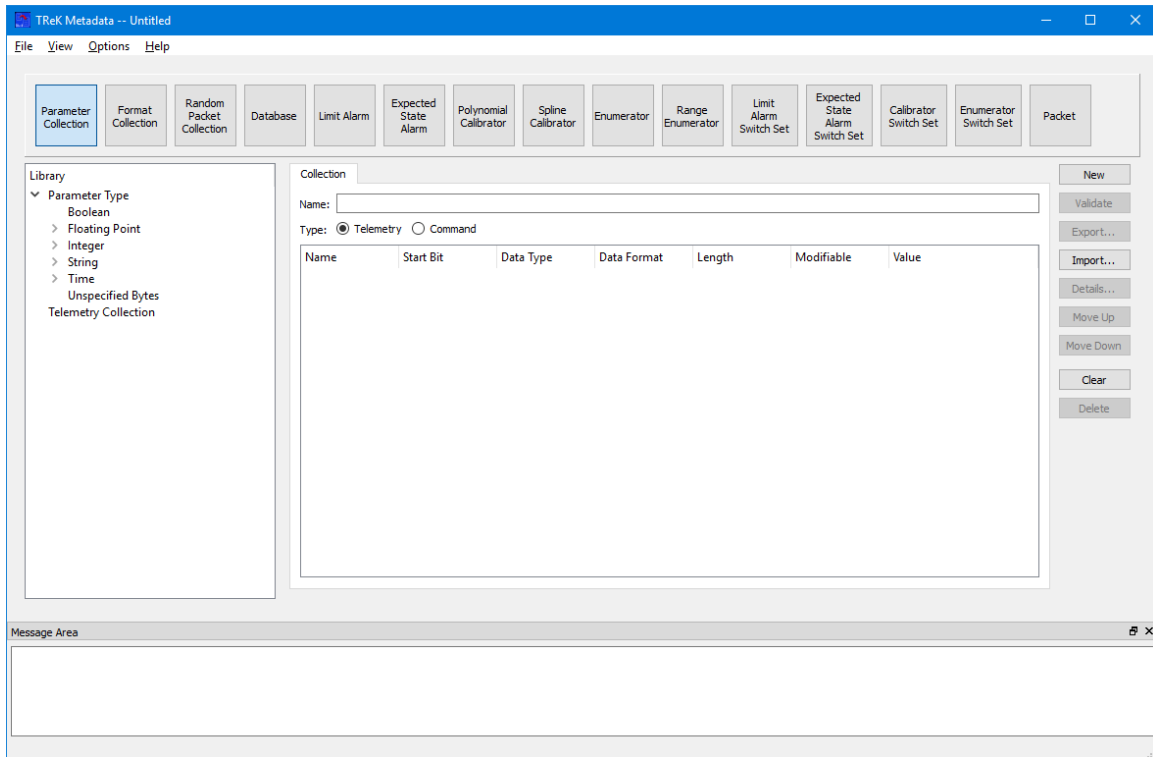 TReK Metadata -- Untitled
File View Options Help
Parameter Collection
Format Collection
Random Packet Collection
Database
Limit Alarm
Expected State Alarm
Polynomial Calibrator
Spline Calibrator
Enumerator
Range Enumerator
Limit Alarm Switch Set
Expected State Alarm Switch Set
Calibrator Switch Set
Enumerator Switch Set
Packet
Library
Parameter Type
Boolean
Floating Point
Integer
String
Time
Unspecified Bytes
Telemetry Collection
Collection
Name:
Type: Telemetry Command
Name Start Bit Data Type Data Format Length Modifiable Value
New
Validate
Export...
Import...
Details...
Move Up
Move Down
Clear
Delete
Message Area